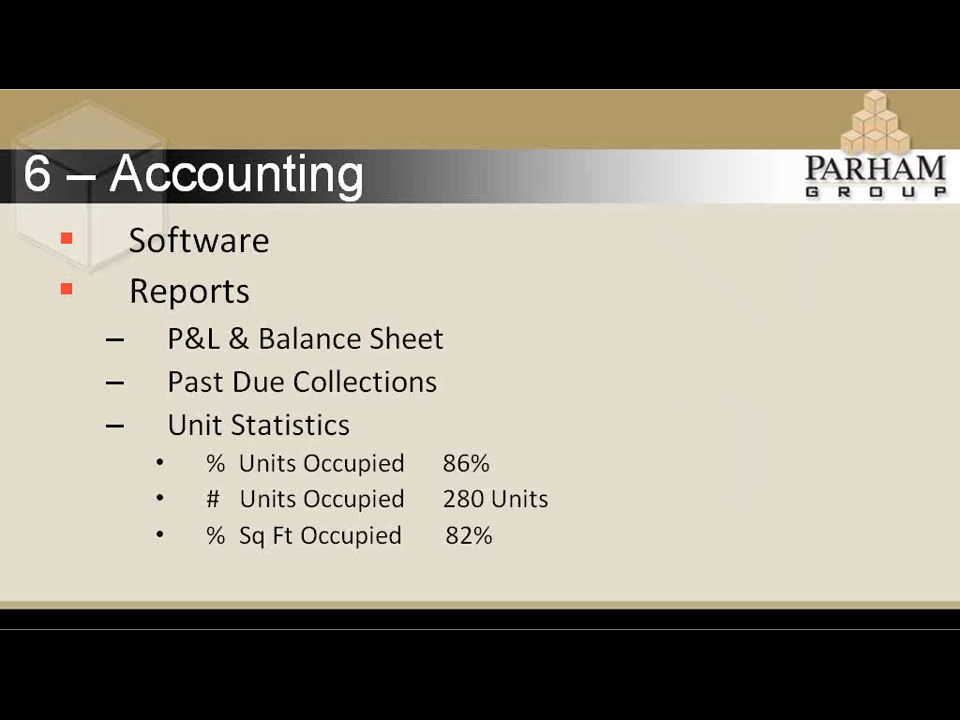 6 – Accounting
PARHAM
GROUP
▪ Software
▪ Reports
– P&L & Balance Sheet
– Past Due Collections
– Unit Statistics
• % Units Occupied 86%
• # Units Occupied 280 Units
• % Sq Ft Occupied 82%